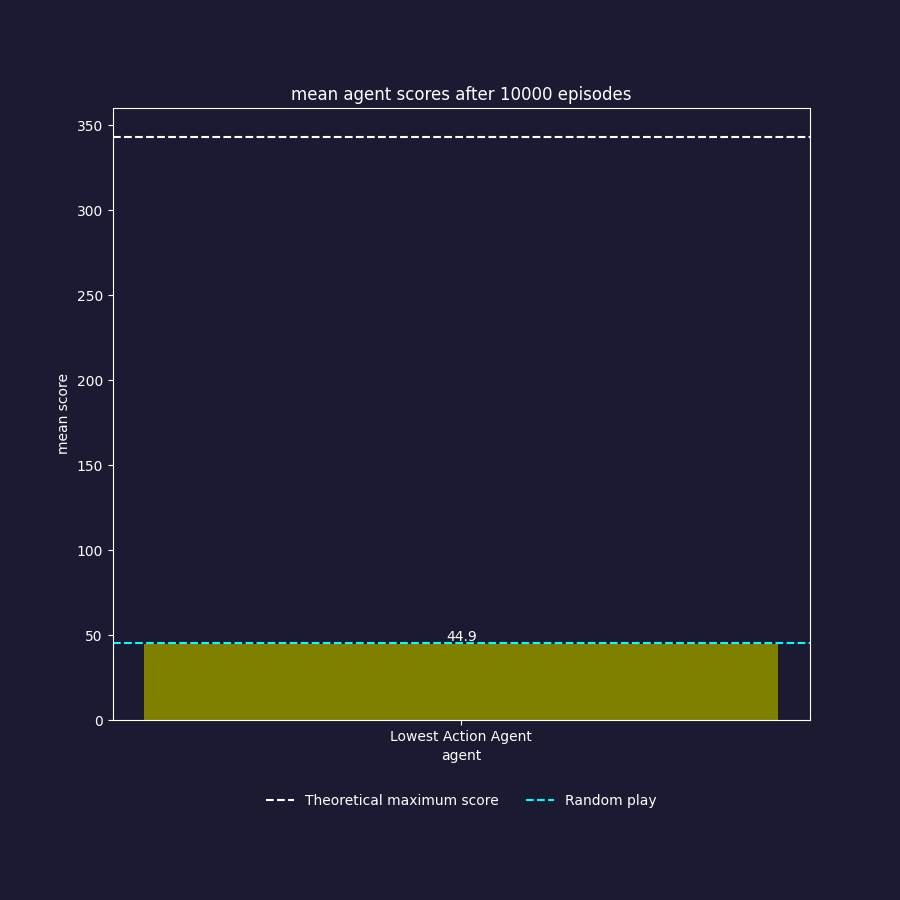 mean agent scores after 10000 episodes
350
300
250
200
150
100
50
0
mean score
44.9
Lowest Action Agent
agent
Theoretical maximum score
Random play